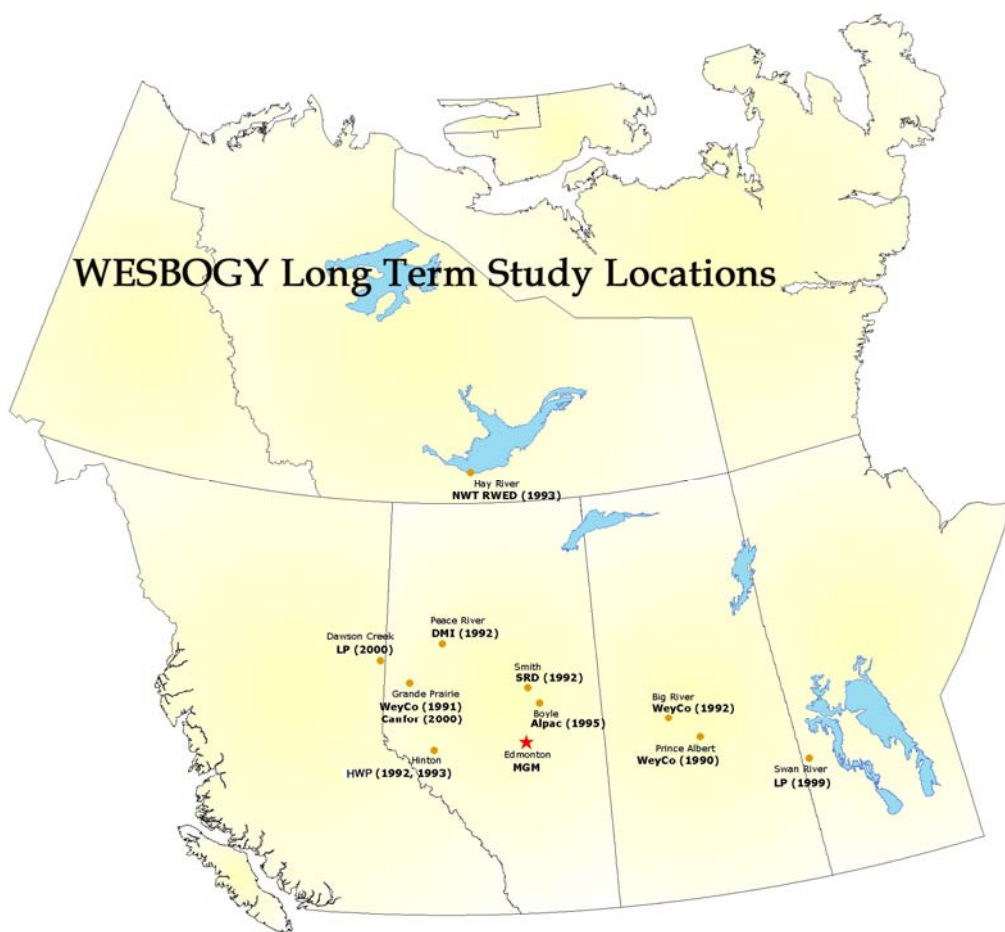 WESBOGY Long Term Study Locations
Hay River
NWT RWED (1993)
Peace River
DMI (1992)
Dawson Creek
LP (2000)
Smith
SRD (1992)
Grande Prairie
WeyCo (1991)
Canfor (2000)
Boyle
Alpac (1995)
Big River
WeyCo (1992)
Edmonton
MGM
Prince Albert
WeyCo (1990)
Hinton
HWP (1992, 1993)
Swan River
LP (1999)